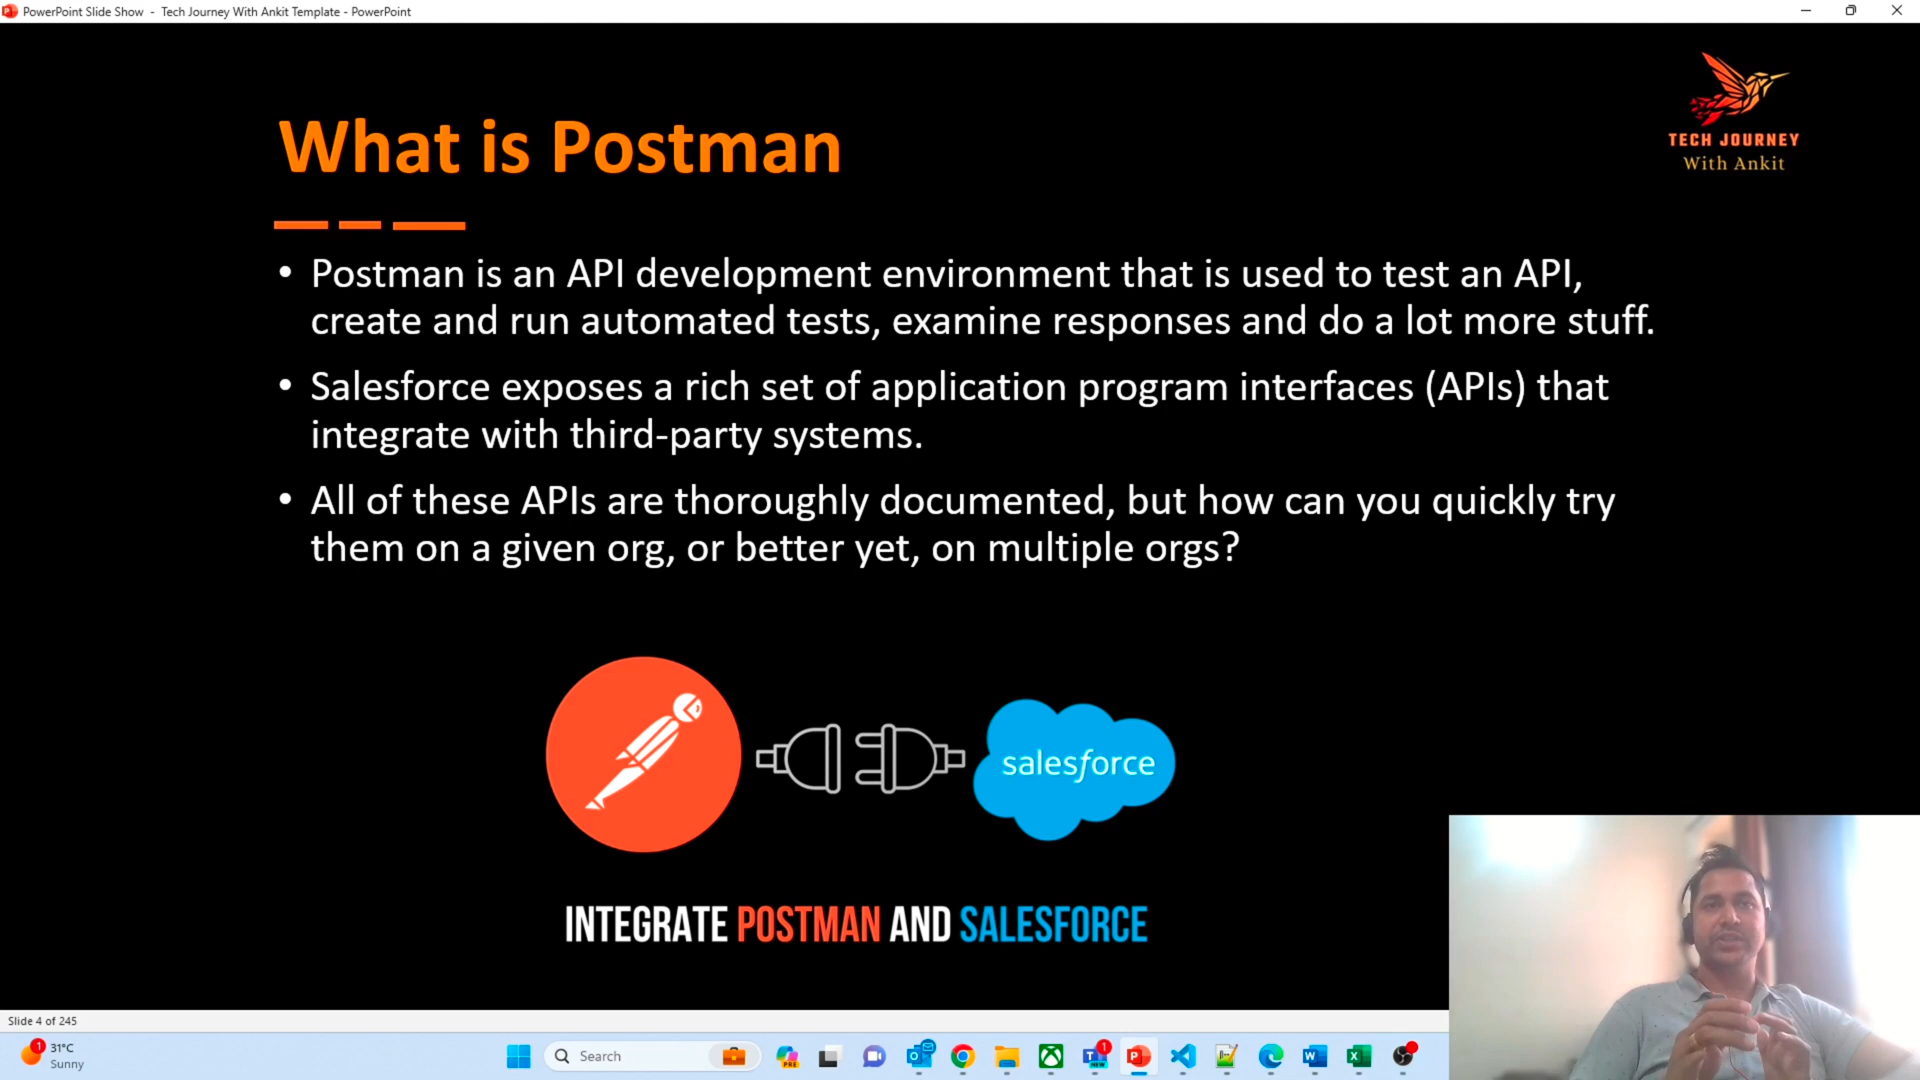 PowerPoint Slide Show - Tech Journey With Ankit Template - PowerPoint
TECH JOURNEY
With Ankit
What is Postman
• Postman is an API development environment that is used to test an API,
create and run automated tests, examine responses and do a lot more stuff.
• Salesforce exposes a rich set of application program interfaces (APIs) that
integrate with third-party systems.
• All of these APIs are thoroughly documented, but how can you quickly try
them on a given org, or better yet, on multiple orgs?
salesforce
INTEGRATE POSTMAN AND SALESFORCE
Slide 4 of 245
1
31°C
Sunny
Search
PRE
1
NEW